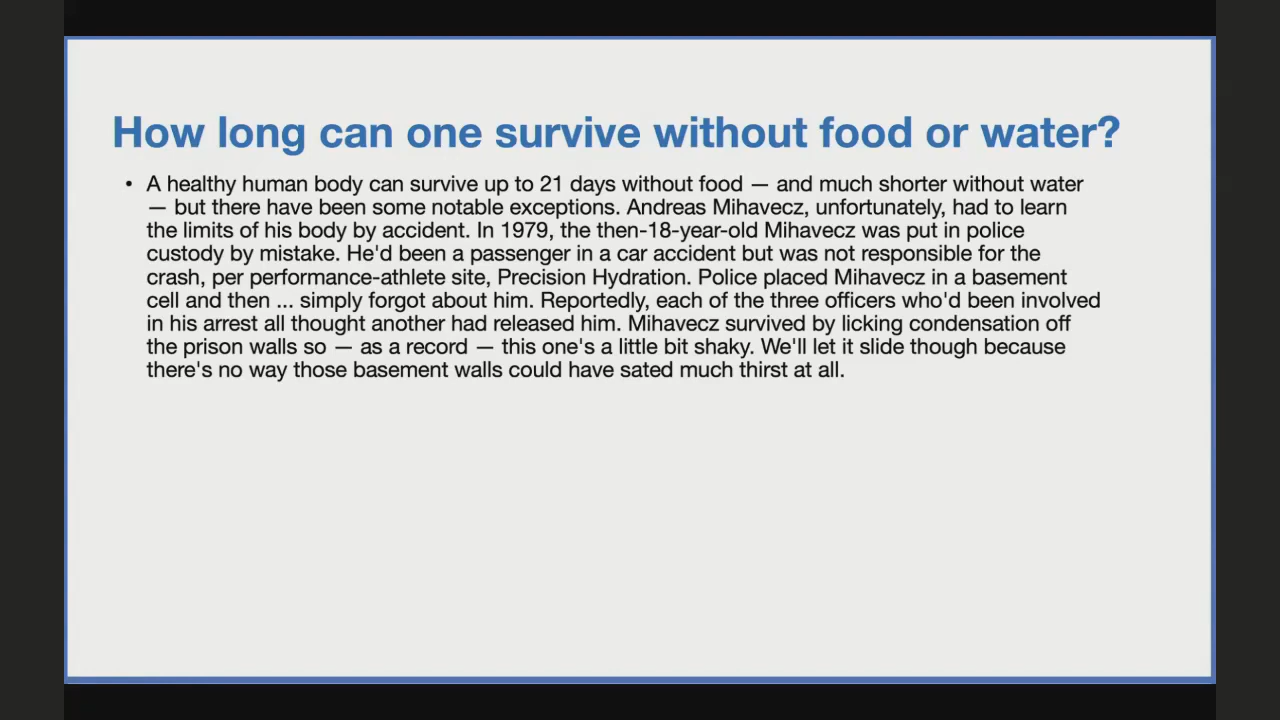 How long can one survive without food or water?
• A healthy human body can survive up to 21 days without food — and much shorter without water
— but there have been some notable exceptions. Andreas Mihavecz, unfortunately, had to learn
the limits of his body by accident. In 1979, the then-18-year-old Mihavecz was put in police
custody by mistake. He'd been a passenger in a car accident but was not responsible for the
crash, per performance-athlete site, Precision Hydration. Police placed Mihavecz in a basement
cell and then ... simply forgot about him. Reportedly, each of the three officers who'd been involved
in his arrest all thought another had released him. Mihavecz survived by licking condensation off
the prison walls so — as a record — this one's a little bit shaky. We'll let it slide though because
there's no way those basement walls could have sated much thirst at all.